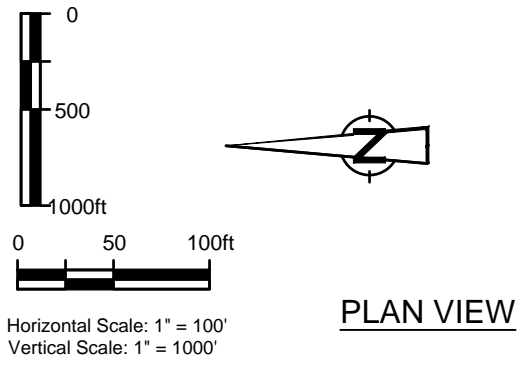 0
500
1000ft
N
0 50 100ft
Horizontal Scale: 1" = 100'
Vertical Scale: 1" = 1000'
PLAN VIEW